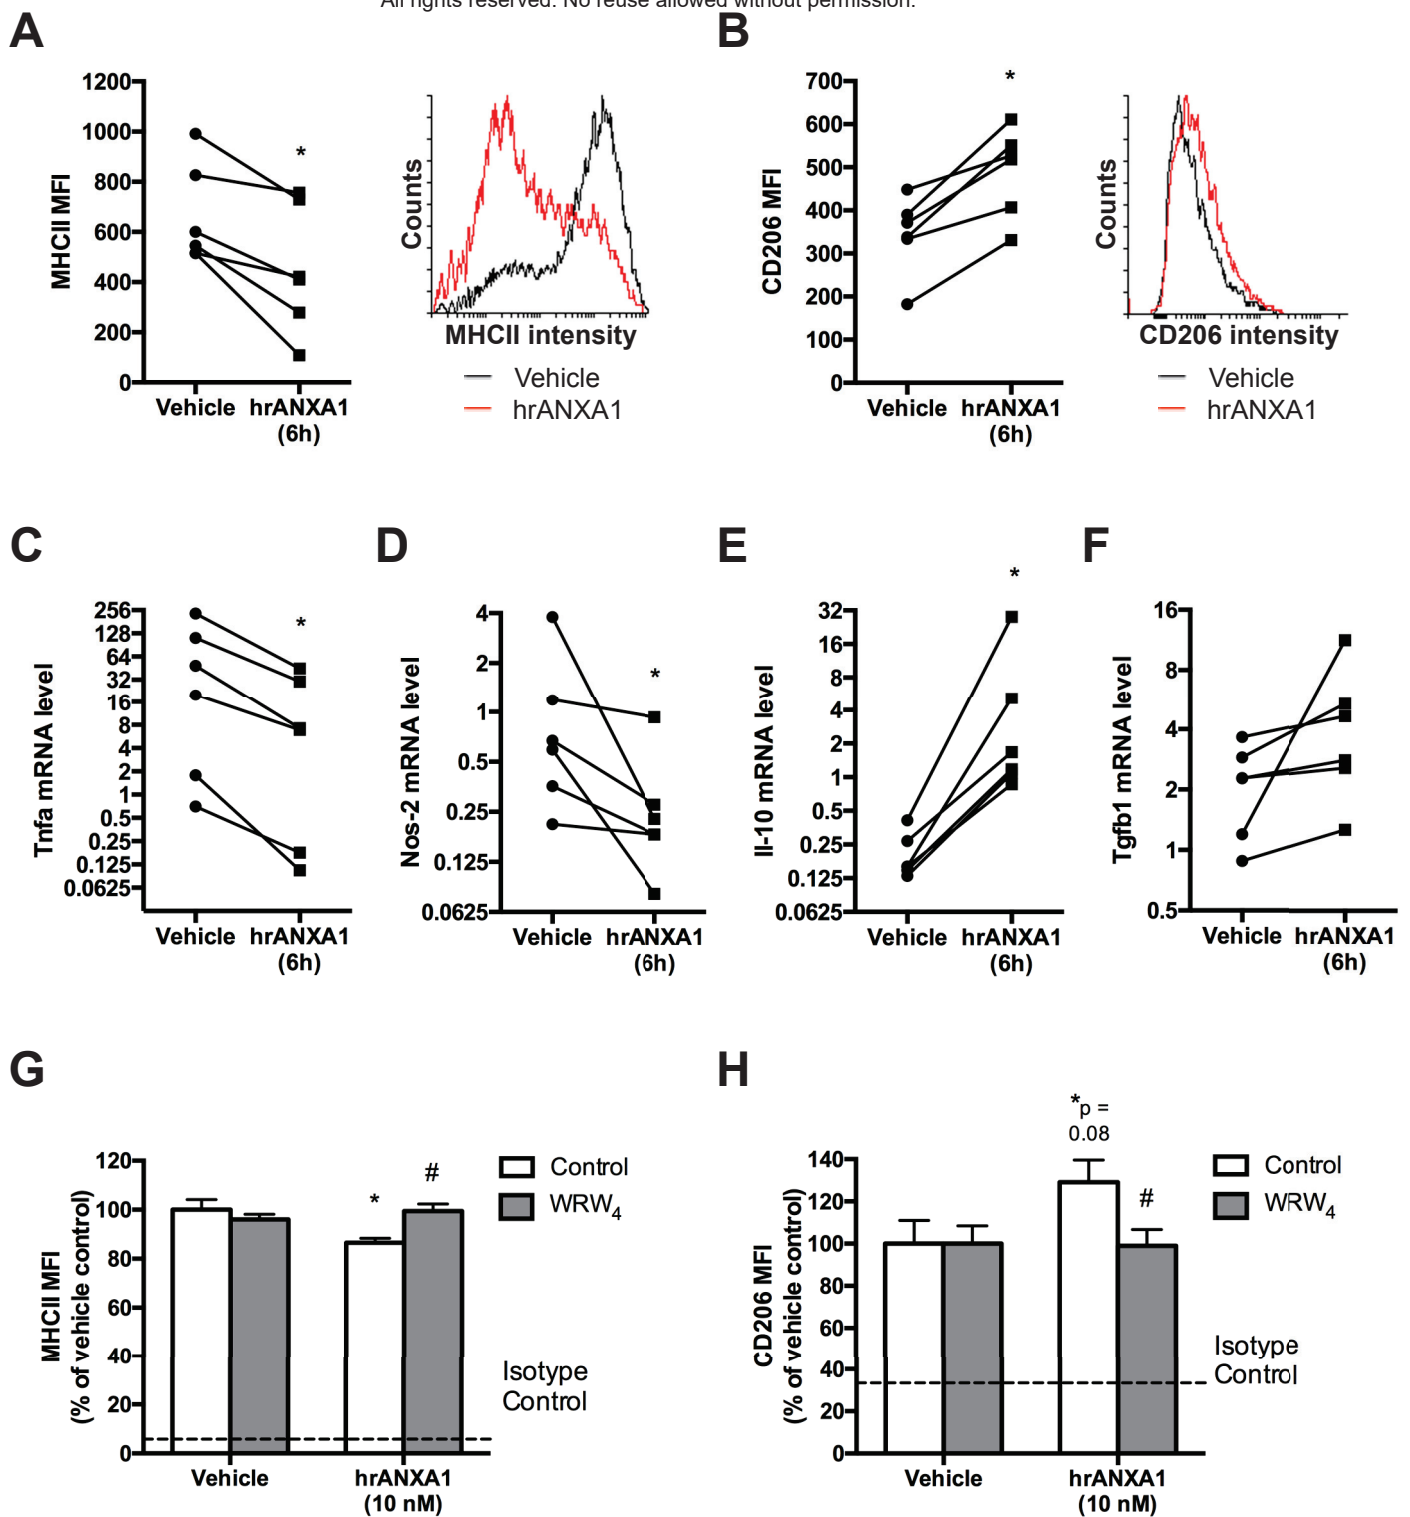 All rights reserved. No reuse allowed without permission.
A
B
1200
1000
800
600
400
200
0
MHCII MFI
*
Vehicle
hrANXA1
(6h)
Counts
MHCII intensity
Vehicle
hrANXA1
700
600
500
400
300
200
100
0
CD206 MFI
*
Vehicle
hrANXA1
(6h)
Counts
CD206 intensity
Vehicle
hrANXA1
C
D
E
F
256
128
64
32
16
8
4
2
1
0.5
0.25
0.125
0.0625
Tnfa mRNA level
*
Vehicle
hrANXA1
(6h)
4
2
1
0.5
0.25
0.125
0.0625
Nos-2 mRNA level
*
Vehicle
hrANXA1
(6h)
32
16
8
4
2
1
0.5
0.25
0.125
0.0625
Il-10 mRNA level
*
Vehicle
hrANXA1
(6h)
16
8
4
2
1
0.5
Tgfb1 mRNA level
Vehicle
hrANXA1
(6h)
G
H
120
100
80
60
40
20
0
MHCII MFI
(% of vehicle control)
*
#
Control
WRW4
Isotype
Control
Vehicle
hrANXA1
(10 nM)
140
120
100
80
60
40
20
0
CD206 MFI
(% of vehicle control)
*p =
0.08
#
Control
WRW4
Isotype
Control
Vehicle
hrANXA1
(10 nM)